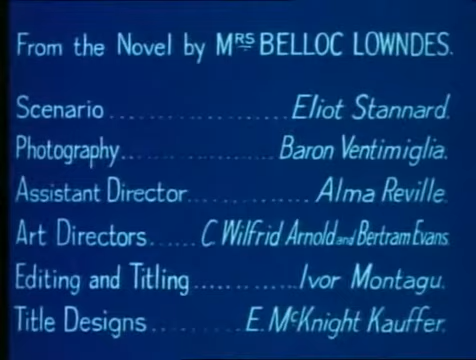 From the Novel by MRS BELLOC LOWNDES.
Scenario.................Eliot Stannard.
Photography..............Baron Ventimiglia.
Assistant Director.............Alma Reville.
Art Directors......C Wilfrid Arnold and Bertram Evans.
Editing and Titling............Ivor Montagu.
Title Designs.........E. McKnight Kauffer.